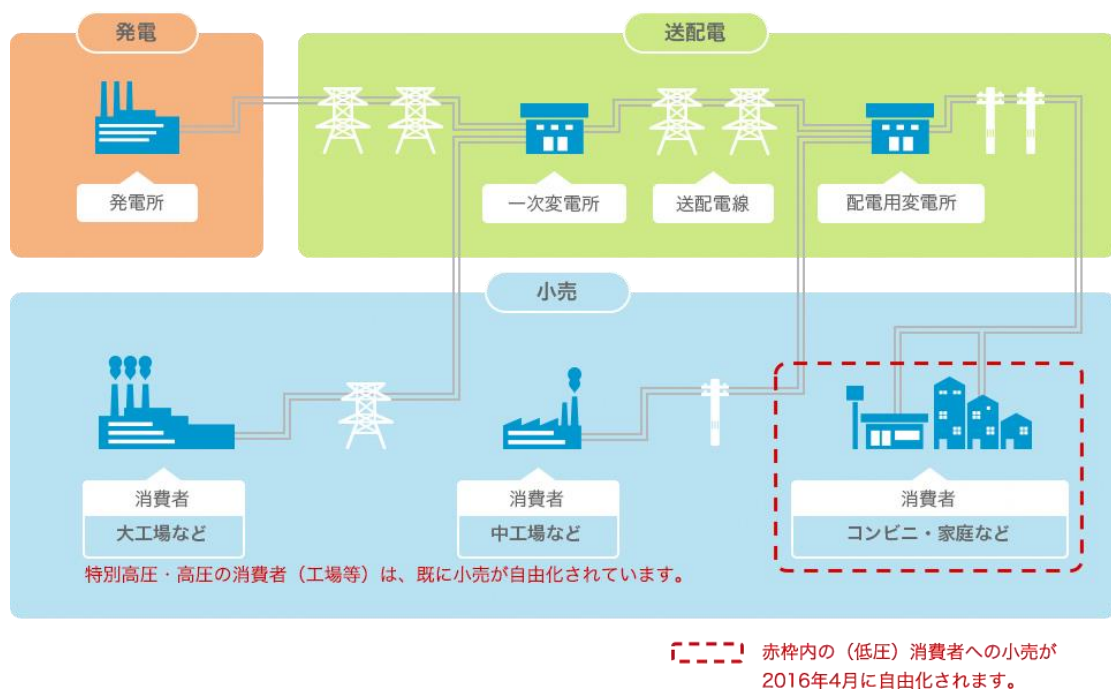 発電
送配電
発電所
一次変電所
送配電線
配電用変電所
小売
消費者
大工場など
消費者
中工場など
消費者
コンビニ・家庭など
特別高圧・高圧の消費者（工場等）は、既に小売が自由化されています。
赤枠内の（低圧）消費者への小売が
2016年4月に自由化されます。